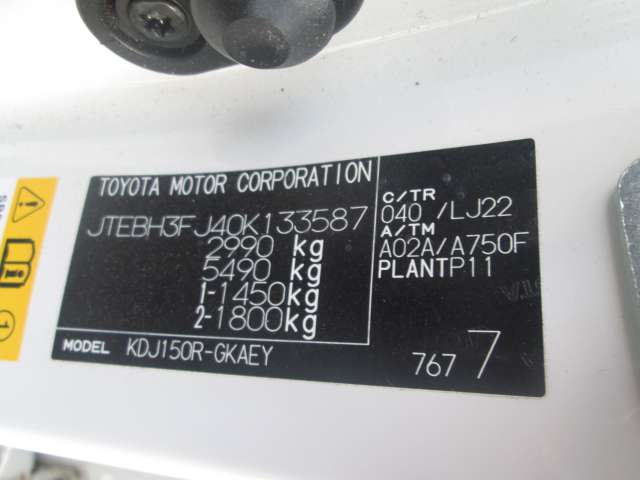 TOYOTA MOTOR CORPORATION
JTEBH3FJ40K133587
2990 kg
5490 kg
1-1450kg
2-1800kg
MODEL KDJ150R-GKAEY
C/TR
040 /LJ22
A/TM
A02A/A750F
PLANTP11
767 7
1